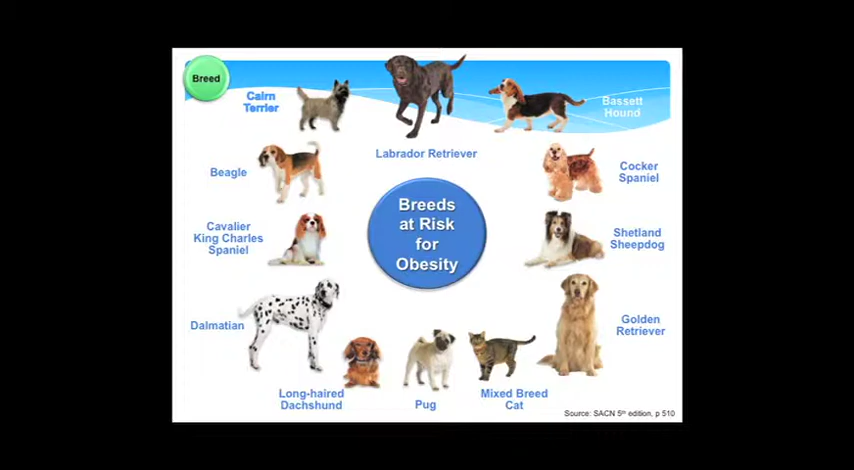 Breed
Cairn
Terrier
Bassett
Hound
Labrador Retriever
Beagle
Cocker
Spaniel
Breeds
at Risk
for
Obesity
Cavalier
King Charles
Spaniel
Shetland
Sheepdog
Dalmatian
Golden
Retriever
Long-haired
Dachshund
Pug
Mixed Breed
Cat
Source: SACN 5th edition, p 510